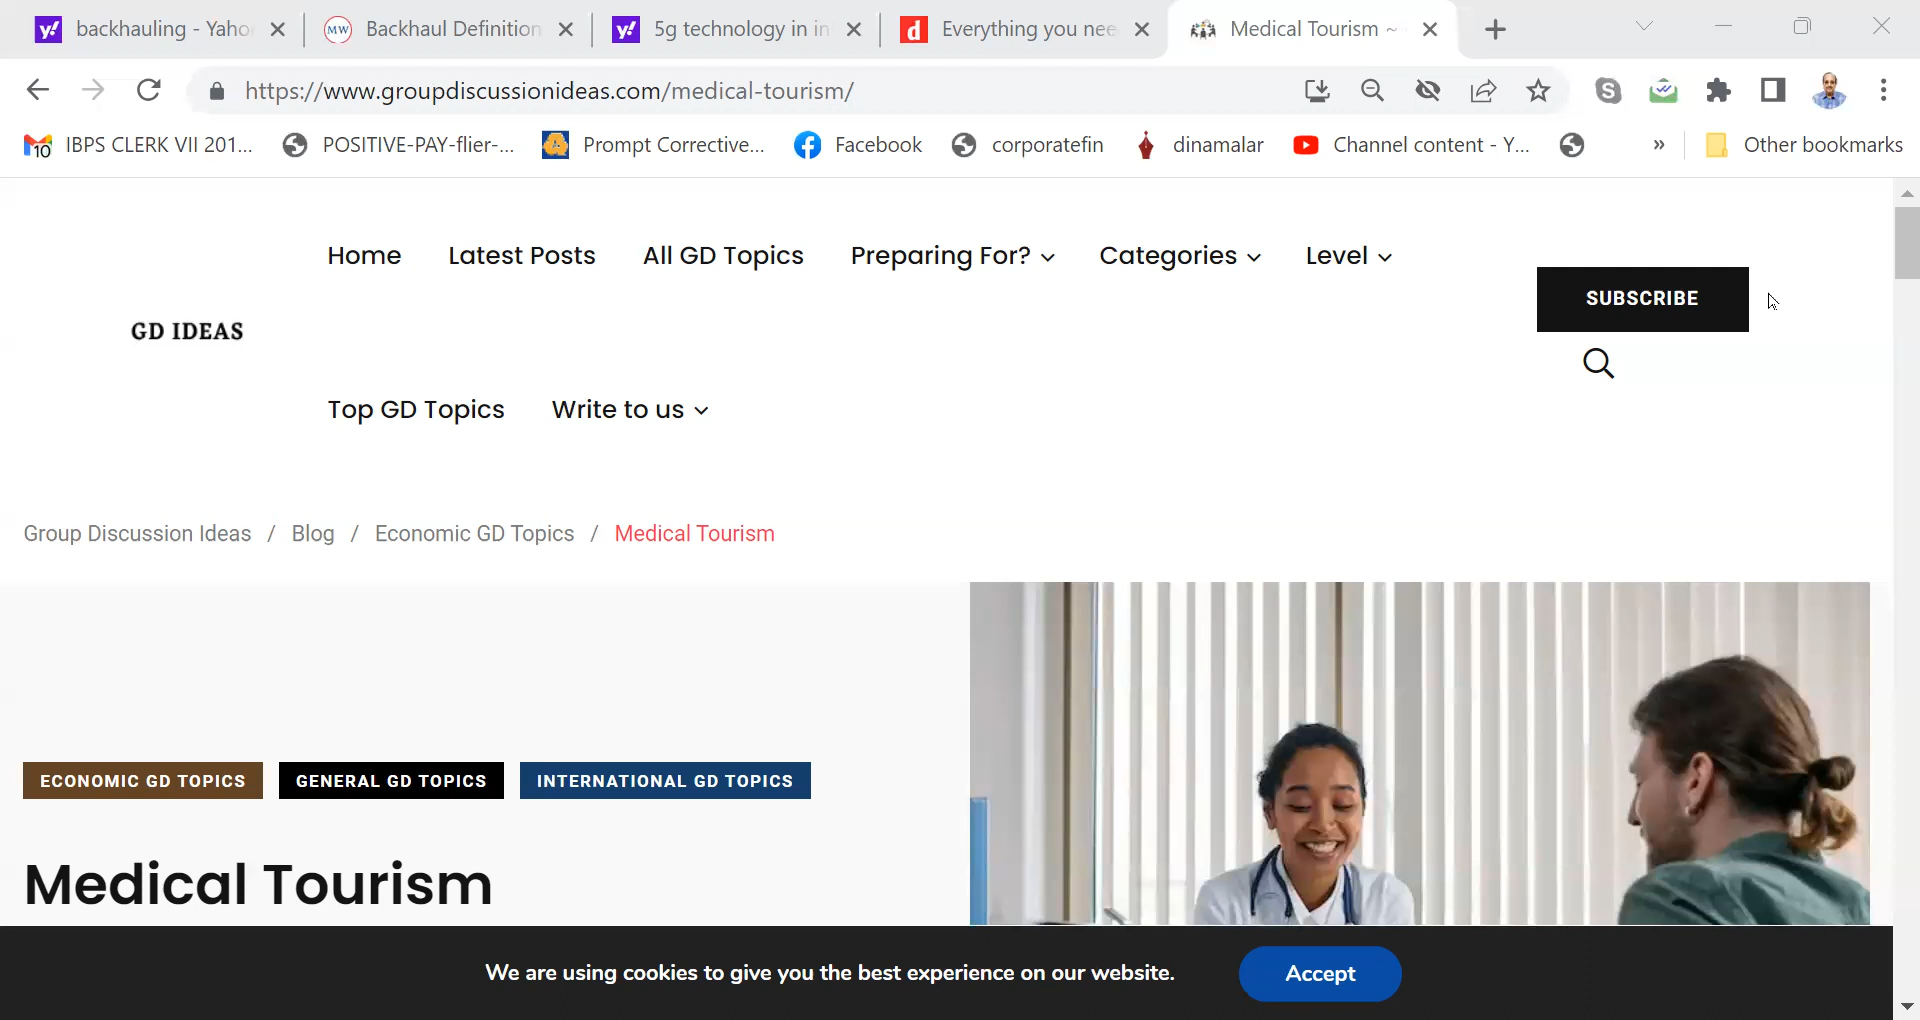 backhauling - Yaho
Backhaul Definition
5g technology in in
Everything you nee
Medical Tourism ~
https://www.groupdiscussionideas.com/medical-tourism/
IBPS CLERK VII 201...
POSITIVE-PAY-flier-...
Prompt Corrective...
Facebook
corporatefin
dinamalar
Channel content - Y...
»
Other bookmarks
Home
Latest Posts
All GD Topics
Preparing For?
Categories
Level
SUBSCRIBE
GD IDEAS
Top GD Topics
Write to us
Group Discussion Ideas / Blog / Economic GD Topics / Medical Tourism
ECONOMIC GD TOPICS
GENERAL GD TOPICS
INTERNATIONAL GD TOPICS
Medical Tourism
We are using cookies to give you the best experience on our website.
Accept